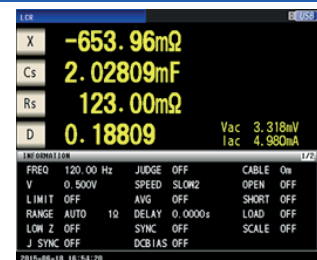 LCR USB
X -653.96mΩ
Cs 2.02809mF
Rs 123.00mΩ
D 0.18809 Vac 3.318mV
Iac 4.980mA
INFORMATION 1/2
FREQ 120.00 Hz JUDGE OFF CABLE 0m
V 0.500V SPEED SLOW2 OPEN OFF
LIMIT OFF AVG OFF SHORT OFF
RANGE AUTO 1Ω DELAY 0.0000s LOAD OFF
LOW Z OFF SYNC OFF SCALE OFF
J SYNC OFF DCBIAS OFF
2015-06-18 16:54:20